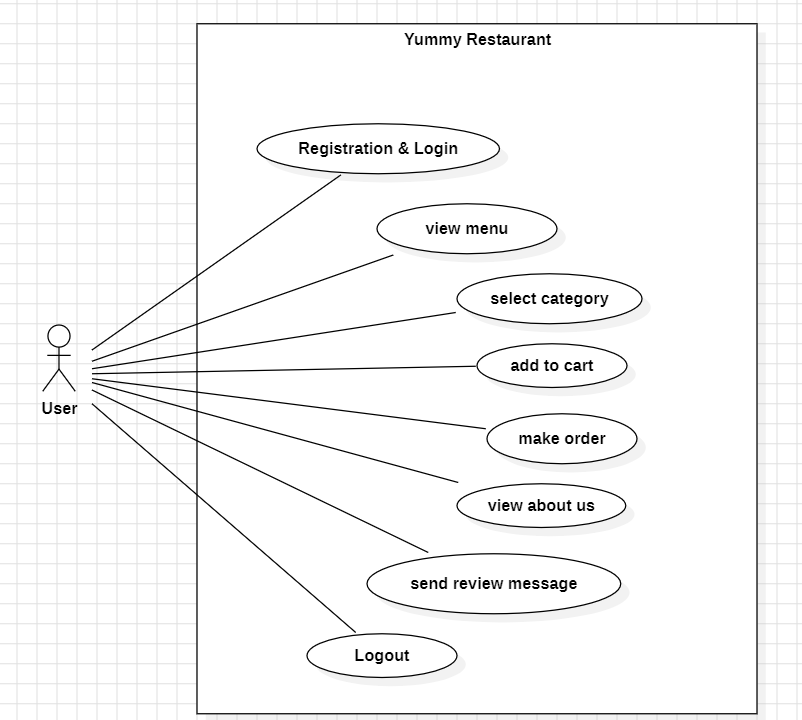 Yummy Restaurant
Registration & Login
view menu
select category
add to cart
User
make order
view about us
send review message
Logout